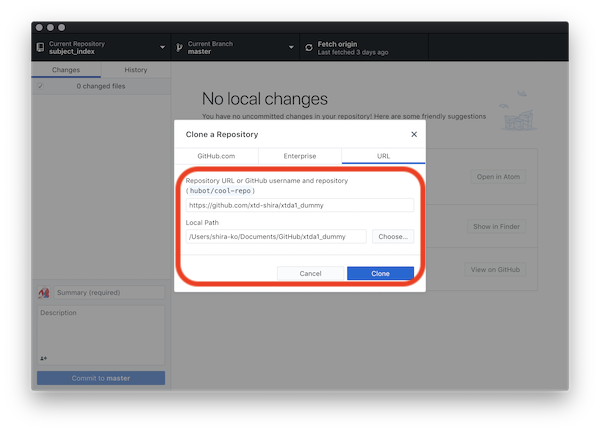 Current Repository
subject_index
Current Branch
master
Fetch origin
Last fetched 3 days ago
Changes
History
0 changed files
No local changes
You have no uncommitted changes in your repository! Here are some friendly suggestions
Clone a Repository
GitHub.com
Enterprise
URL
Repository URL or GitHub username and repository
(hubot/cool-repo)
https://github.com/xtd-shira/xtda1_dummy
Local Path
/Users/shira-ko/Documents/GitHub/xtda1_dummy
Choose...
Cancel
Clone
Open in Atom
Show in Finder
View on GitHub
Summary (required)
Description
Commit to master